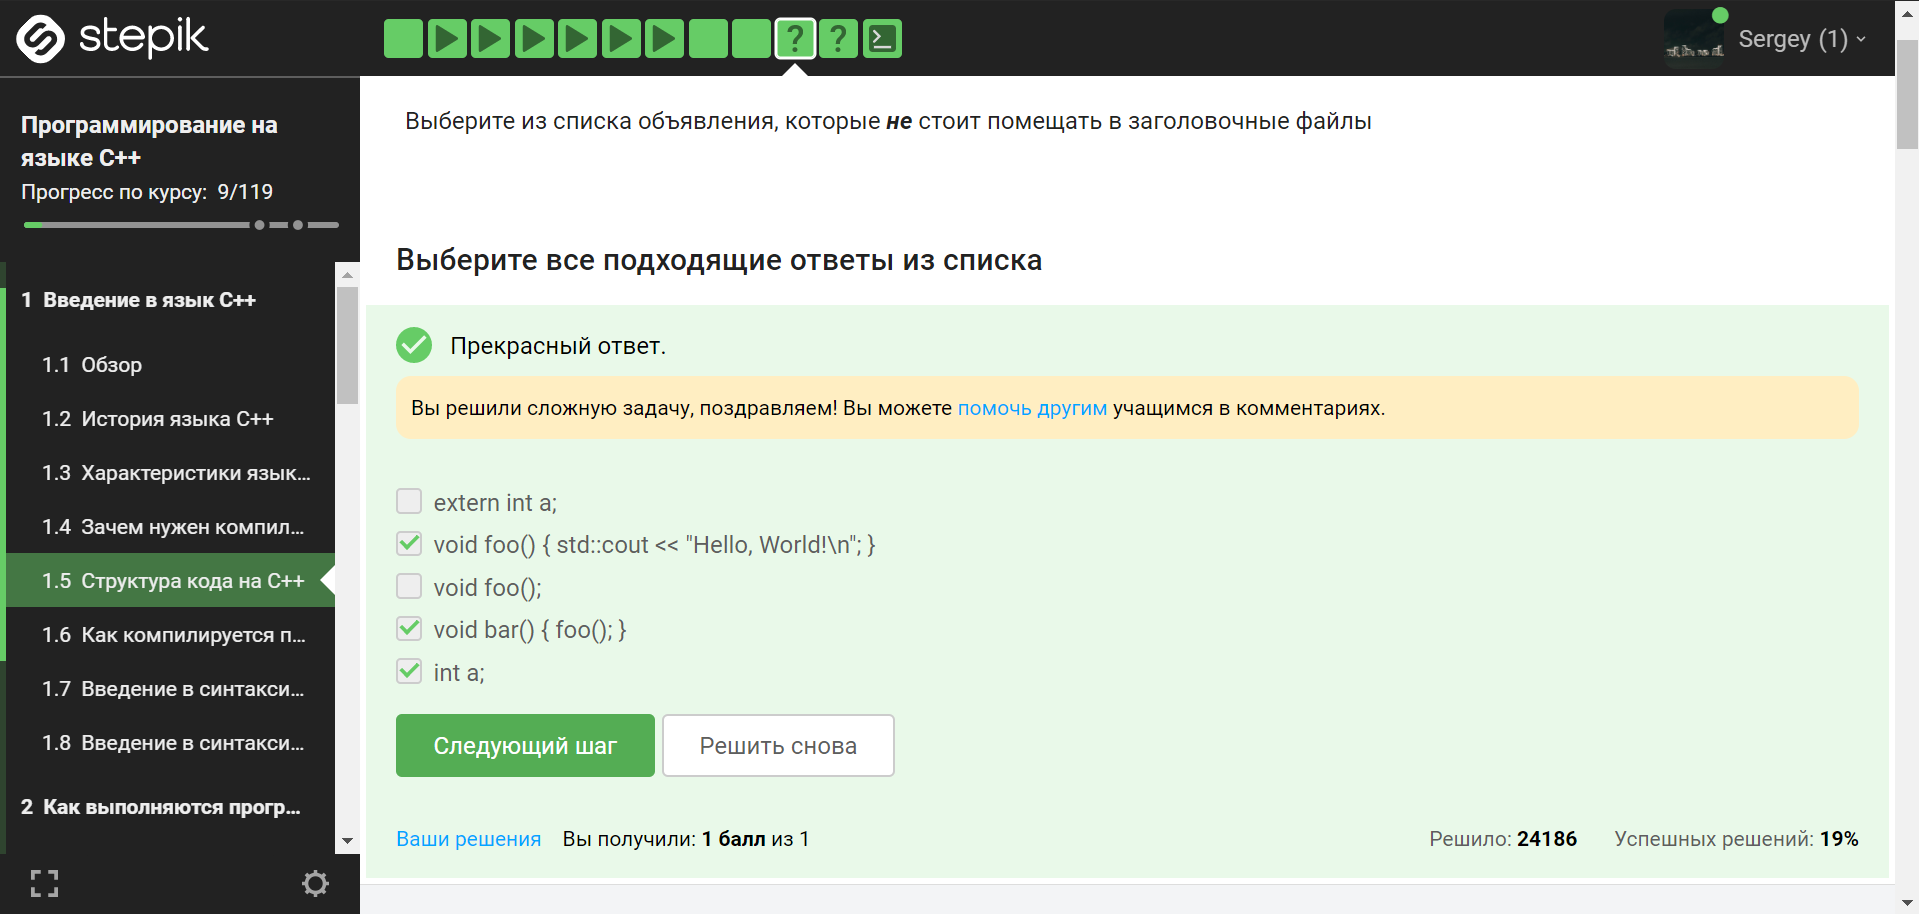 stepik
? ?
Sergey (1)
Программирование на
языке C++
Прогресс по курсу: 9/119
1 Введение в язык C++
1.1 Обзор
1.2 История языка C++
1.3 Характеристики язык...
1.4 Зачем нужен компил...
1.5 Структура кода на C++
1.6 Как компилируется п...
1.7 Введение в синтакси...
1.8 Введение в синтакси...
2 Как выполняются прогр...
Выберите из списка объявления, которые не стоит помещать в заголовочные файлы
Выберите все подходящие ответы из списка
Прекрасный ответ.
Вы решили сложную задачу, поздравляем! Вы можете помочь другим учащимся в комментариях.
extern int a;
void foo() { std::cout << "Hello, World!\n"; }
void foo();
void bar() { foo(); }
int a;
Следующий шаг
Решить снова
Ваши решения Вы получили: 1 балл из 1
Решило: 24186 Успешных решений: 19%